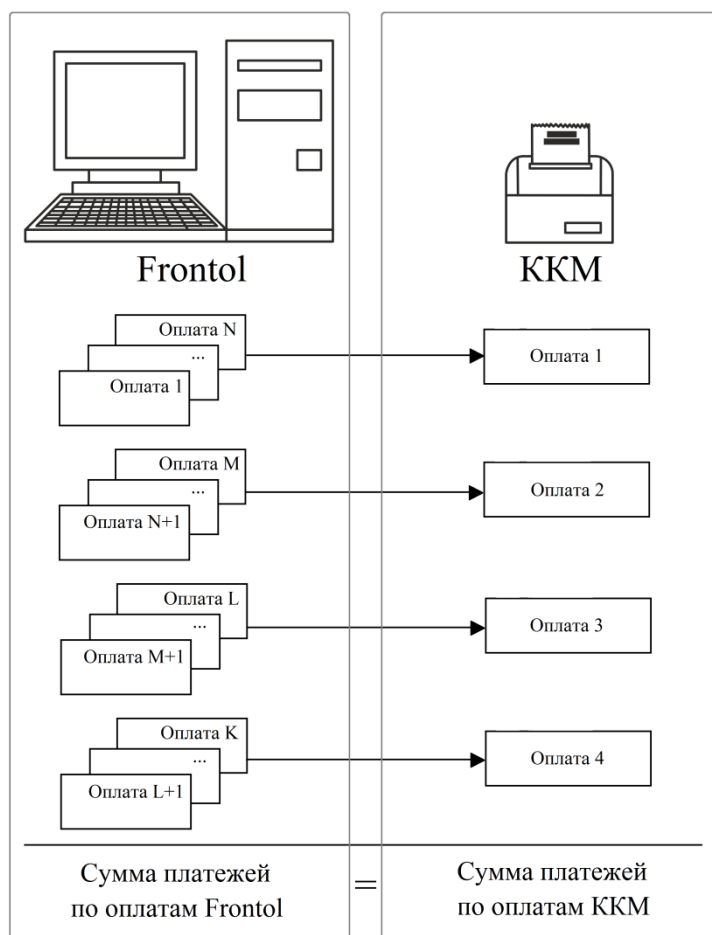 Frontol
ККМ
Оплата N
...
Оплата 1
Оплата 1
Оплата M
...
Оплата N+1
Оплата 2
Оплата L
...
Оплата M+1
Оплата 3
Оплата K
...
Оплата L+1
Оплата 4
Сумма платежей
по оплатам Frontol
=
Сумма платежей
по оплатам ККМ